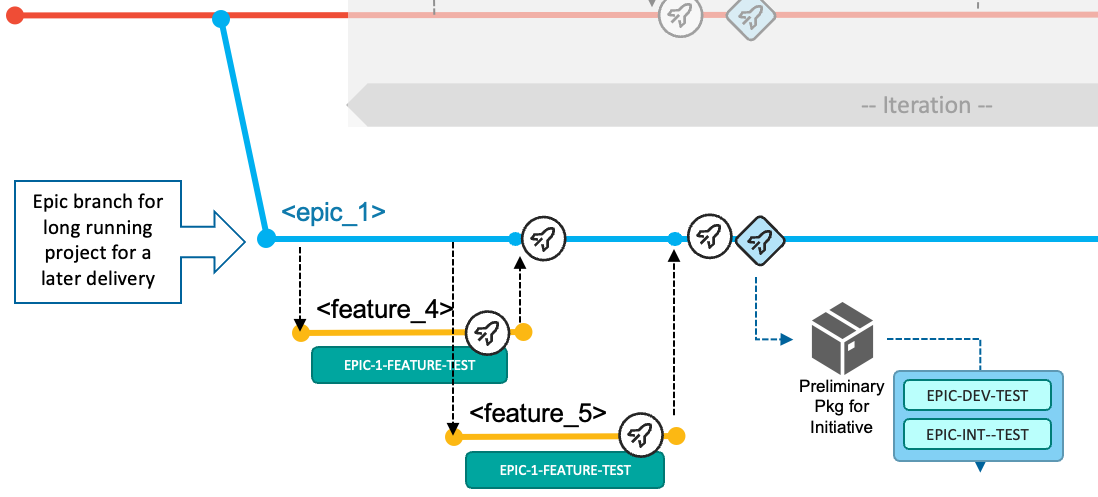 -- Iteration --
Epic branch for
long running
project for a
later delivery
<epic_1>
<feature_4>
EPIC-1-FEATURE-TEST
<feature_5>
EPIC-1-FEATURE-TEST
Preliminary
Pkg for
Initiative
EPIC-DEV-TEST
EPIC-INT--TEST